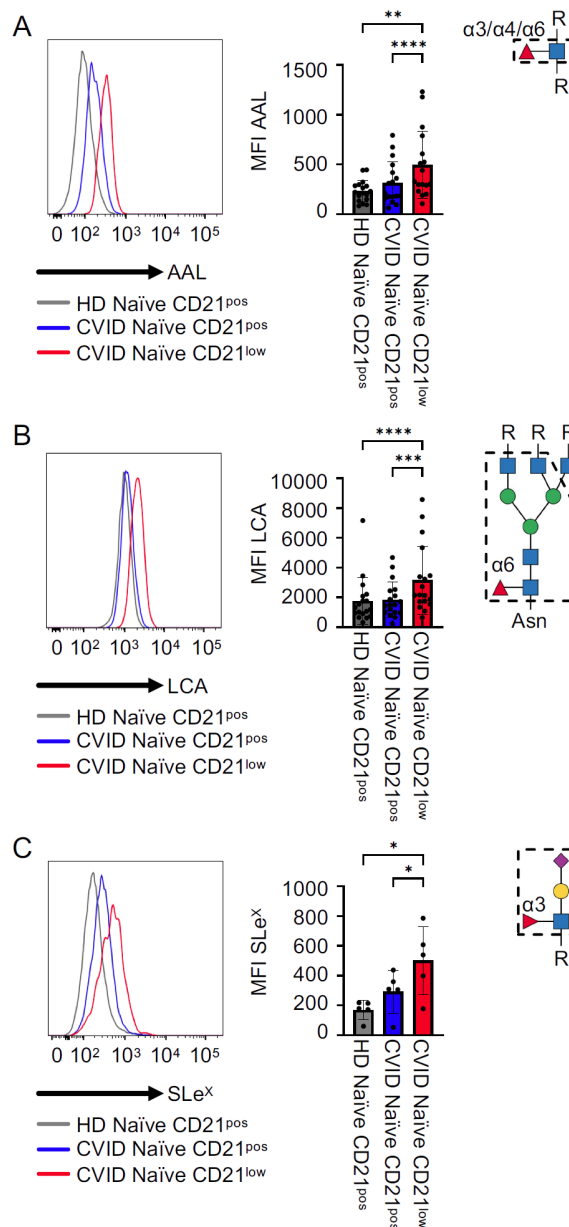 A
α3/α4/α6
R
R
**
****
MFI AAL
1500
1000
500
0
0 10² 10³ 10⁴ 10⁵
AAL
HD Naïve CD21ᵖᵒˢ
CVID Naïve CD21ᵖᵒˢ
CVID Naïve CD21ˡᵒʷ
HD Naïve CD21ᵖᵒˢ
CVID Naïve CD21ᵖᵒˢ
CVID Naïve CD21ˡᵒʷ
B
R R R
****
***
MFI LCA
10000
8000
6000
4000
2000
0
α6
Asn
0 10² 10³ 10⁴ 10⁵
LCA
HD Naïve CD21ᵖᵒˢ
CVID Naïve CD21ᵖᵒˢ
CVID Naïve CD21ˡᵒʷ
HD Naïve CD21ᵖᵒˢ
CVID Naïve CD21ᵖᵒˢ
CVID Naïve CD21ˡᵒʷ
C
*
*
MFI SLeˣ
1000
800
600
400
200
0
α3
R
0 10² 10³ 10⁴ 10⁵
SLeˣ
HD Naïve CD21ᵖᵒˢ
CVID Naïve CD21ᵖᵒˢ
CVID Naïve CD21ˡᵒʷ
HD Naïve CD21ᵖᵒˢ
CVID Naïve CD21ᵖᵒˢ
CVID Naïve CD21ˡᵒʷ